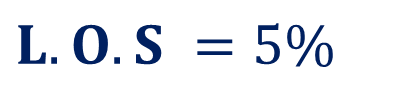 L. O. S = 5%